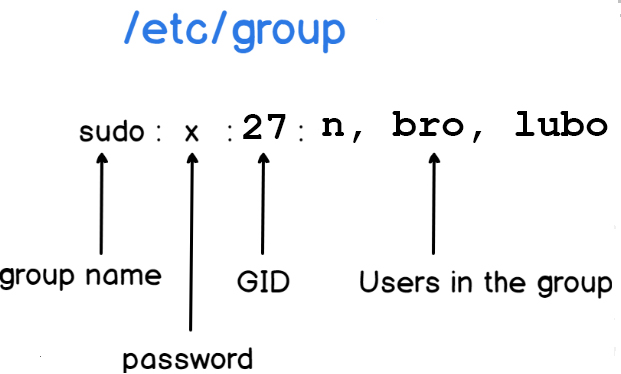 /etc/group
sudo : x : 27 : n, bro, lubo
group name
GID
Users in the group
password